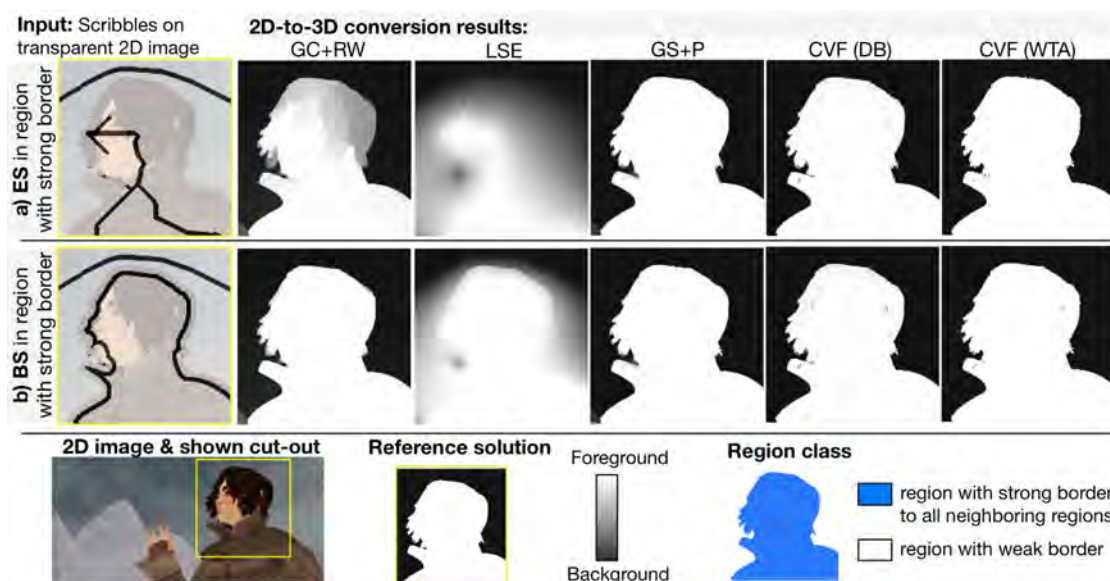 Input: Scribbles on
transparent 2D image
2D-to-3D conversion results:
GC+RW LSE GS+P CVF (DB) CVF (WTA)
a) ES in region
with strong border
b) BS in region
with strong border
2D image & shown cut-out
Reference solution
Foreground
Background
Region class
region with strong border
to all neighboring regions
region with weak border